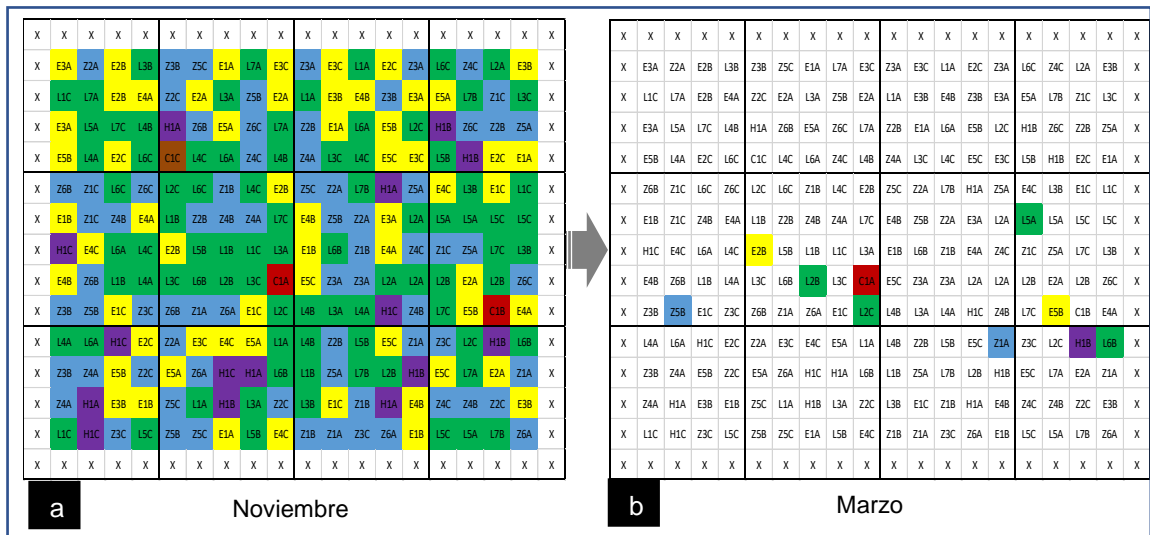 X X X X X X X X X X X X X X X X X X X X
X E3A Z2A E2B L3B Z3B Z5C E1A L7A E3C Z3A E3C L1A E2C Z3A L6C Z4C L2A E3B X
X L1C L7A E2B E4A Z2C E2A L3A Z5B E2A L1A E3B E4B Z3B E3A E5A L7B Z1C L3C X
X E3A L5A L7C L4B H1A Z6B E5A Z6C L7A Z2B E1A L6A E5B L2C H1B Z6C Z2B Z5A X
X E5B L4A E2C L6C C1C L4C L6A Z4C L4B Z4A L3C L4C E5C E3C L5B H1B E2C E1A X
X Z6B Z1C L6C Z6C L2C L6C Z1B L4C E2B Z5C Z2A L7B H1A Z5A E4C L3B E1C L1C X
X E1B Z1C Z4B E4A L1B Z2B Z4B Z4A L7C E4B Z5B Z2B E3A L2A L5A L5A L5C L5C X
X H1C E4C L6A L4C E2B L5B L1B L1C L3A E1B L6B Z1B E4A Z4C Z1C Z5A L7C L3B X
X E4B Z6B L1B L4A L3C L6B L2B L3C C1A E5C Z3A Z3A L2A L2A L2B E2A L2B Z6C X
X Z3B Z5B E1C Z3C Z6B Z1A Z6A E1C L2C L4B L3A L4A H1C Z4B L7C E5B C1B E4A X
X L4A L6A H1C E2C Z2A E3C E4C E5A L1A L4B Z2B L5B E5C Z1A Z3C L2C H1B L6B X
X Z3B Z4A E5B Z2C E5A Z6A H1C H1A L6B L1B Z5A L7B L2B H1B E5C L7A E2A Z1A X
X Z4A H1A E3B E1B Z5C L1A H1B L3A Z2C L3B E1C Z1B H1A E4B Z4C Z4B Z2C E3B X
X L1C H1C Z3C L5C Z5B Z5C E1A L5B E4C Z1B Z1A Z3C Z6A E1B L5C L5A L7B Z6A X
X X X X X X X X X X X X X X X X X X X X
a
Noviembre
X X X X X X X X X X X X X X X X X X X X
X E3A Z2A E2B L3B Z3B Z5C E1A L7A E3C Z3A E3C L1A E2C Z3A L6C Z4C L2A E3B X
X L1C L7A E2B E4A Z2C E2A L3A Z5B E2A L1A E3B E4B Z3B E3A E5A L7B Z1C L3C X
X E3A L5A L7C L4B H1A Z6B E5A Z6C L7A Z2B E1A L6A E5B L2C H1B Z6C Z2B Z5A X
X E5B L4A E2C L6C C1C L4C L6A Z4C L4B Z4A L3C L4C E5C E3C L5B H1B E2C E1A X
X Z6B Z1C L6C Z6C L2C L6C Z1B L4C E2B Z5C Z2A L7B H1A Z5A E4C L3B E1C L1C X
X E1B Z1C Z4B E4A L1B Z2B Z4B Z4A L7C E4B Z5B Z2A E3A L2A L5A L5A L5C L5C X
X H1C E4C L6A L4C E2B L5B L1B L1C L3A E1B L6B Z1B E4A Z4C Z1C Z5A L7C L3B X
X E4B Z6B L1B L4A L3C L6B L2B L3C C1A E5C Z3A Z3A L2A L2A L2B E2A L2B Z6C X
X Z3B Z5B E1C Z3C Z6B Z1A Z6A E1C L2C L4B L3A L4A H1C Z4B L7C E5B C1B E4A X
X L4A L6A H1C E2C Z2A E3C E4C E5A L1A L4B Z2B L5B E5C Z1A Z3C L2C H1B L6B X
X Z3B Z4A E5B Z2C E5A Z6A H1C H1A L6B L1B Z5A L7B L2B H1B E5C L7A E2A Z1A X
X Z4A H1A E3B E1B Z5C L1A H1B L3A Z2C L3B E1C Z1B H1A E4B Z4C Z4B Z2C E3B X
X L1C H1C Z3C L5C Z5B Z5C E1A L5B E4C Z1B Z1A Z3C Z6A E1B L5C L5A L7B Z6A X
X X X X X X X X X X X X X X X X X X X X
b
Marzo